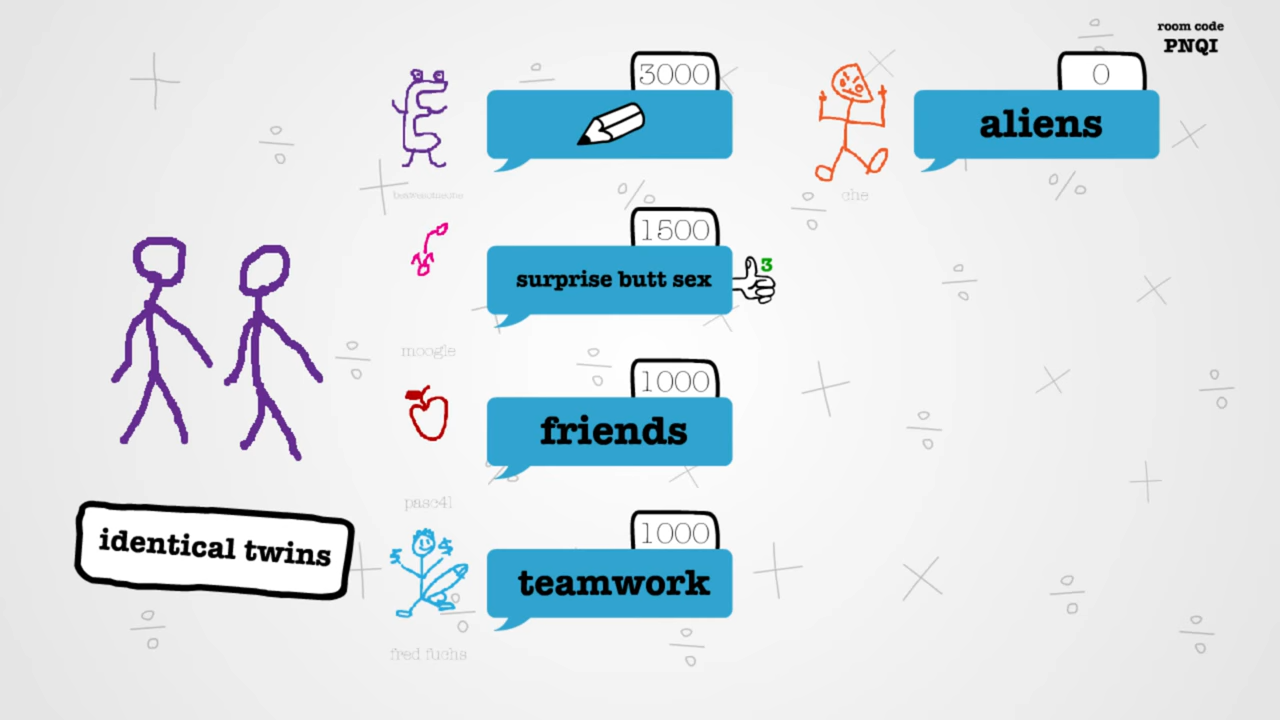 room code
PNQI
3000
0
aliens
che
1500
surprise butt sex
3
moogle
1000
friends
pasc4l
identical twins
1000
teamwork
fred fuchs